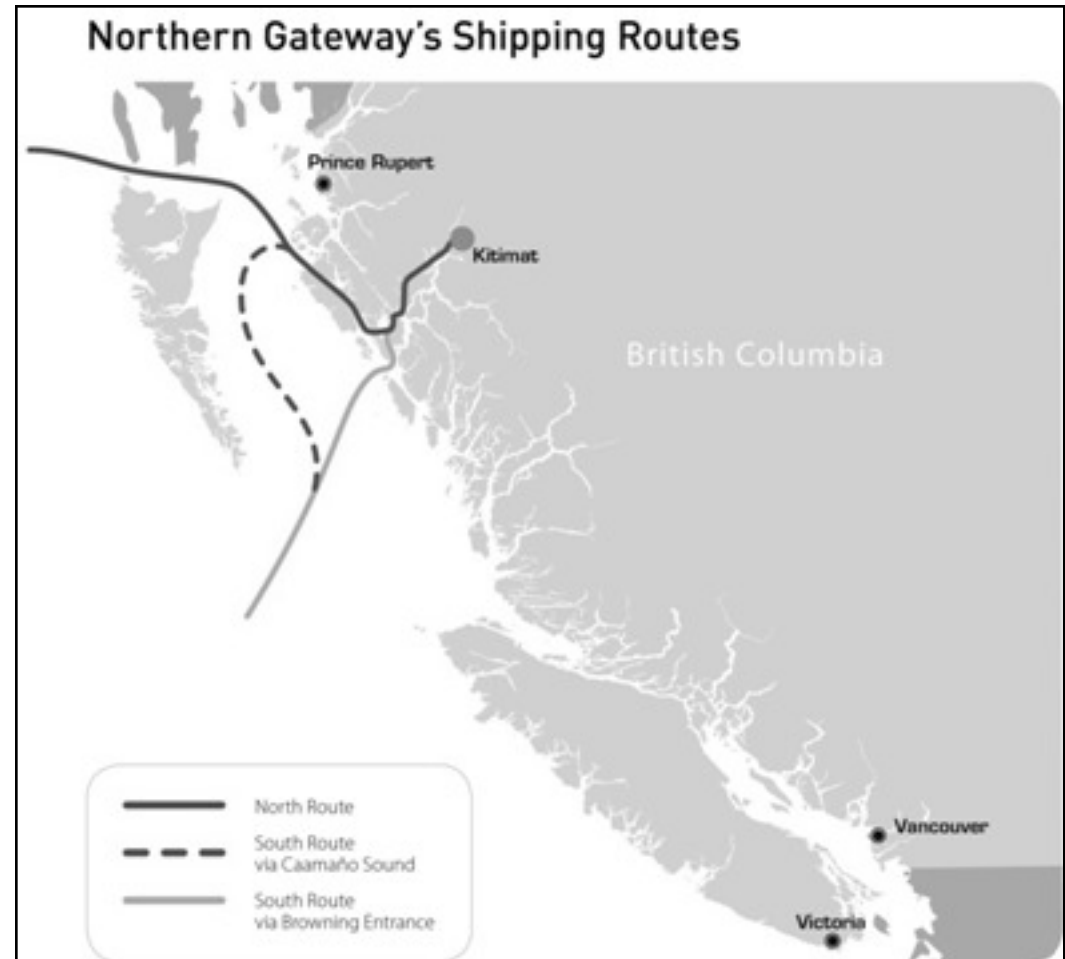 Northern Gateway's Shipping Routes
Prince Rupert
Kitimat
British Columbia
North Route
South Route
via Caamaño Sound
South Route
via Browning Entrance
Vancouver
Victoria